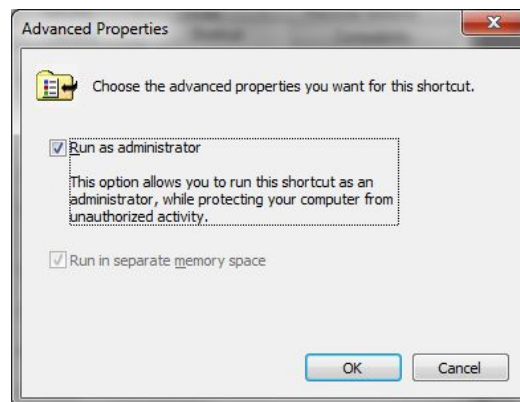 Advanced Properties
Choose the advanced properties you want for this shortcut.
Run as administrator
This option allows you to run this shortcut as an
administrator, while protecting your computer from
unauthorized activity.
Run in separate memory space
OK
Cancel